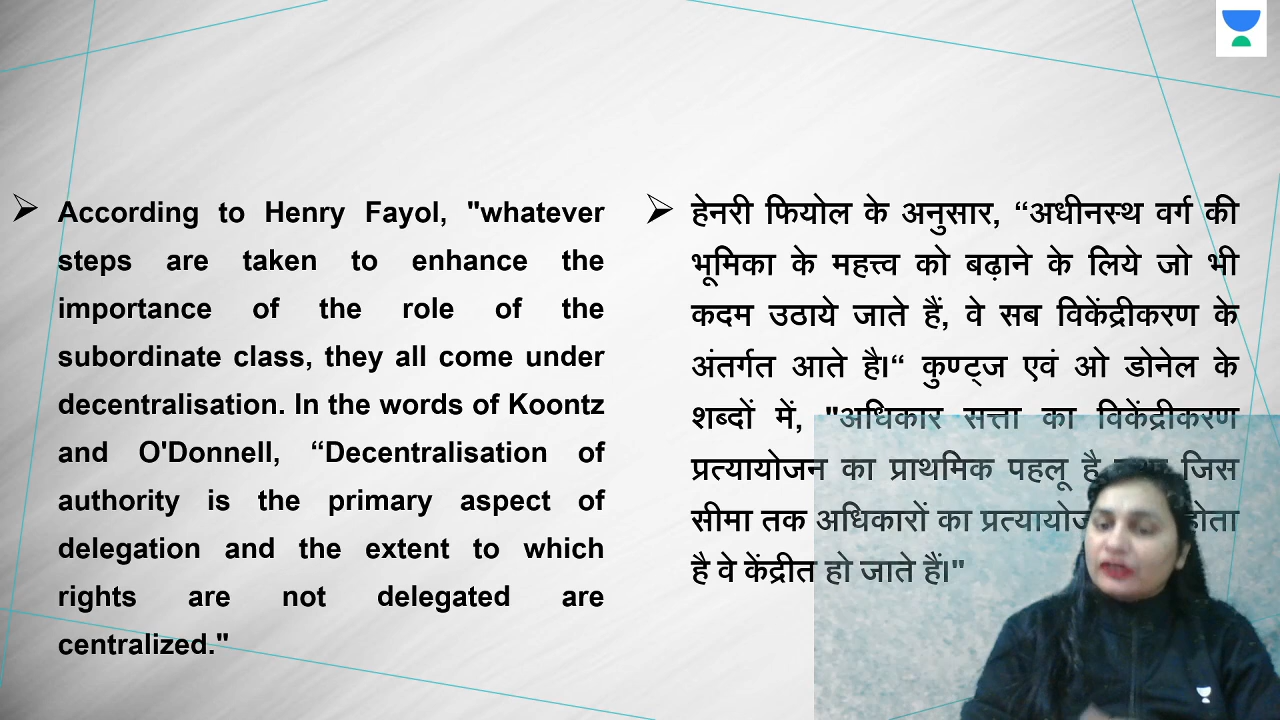 According to Henry Fayol, "whatever
steps are taken to enhance the
importance of the role of the
subordinate class, they all come under
decentralisation. In the words of Koontz
and O'Donnell, “Decentralisation of
authority is the primary aspect of
delegation and the extent to which
rights are not delegated are
centralized."
हेनरी फियोल के अनुसार, “अधीनस्थ वर्ग की
भूमिका के महत्त्व को बढ़ाने के लिये जो भी
कदम उठाये जाते हैं, वे सब विकेंद्रीकरण के
अंतर्गत आते है।“ कुण्ट्ज एवं ओ डोनेल के
शब्दों में, "अधिकार सत्ता का विकेंद्रीकरण
प्रत्यायोजन का प्राथमिक पहलू है जिस
सीमा तक अधिकारों का होता
है वे केंद्रीत हो जाते हैं।"